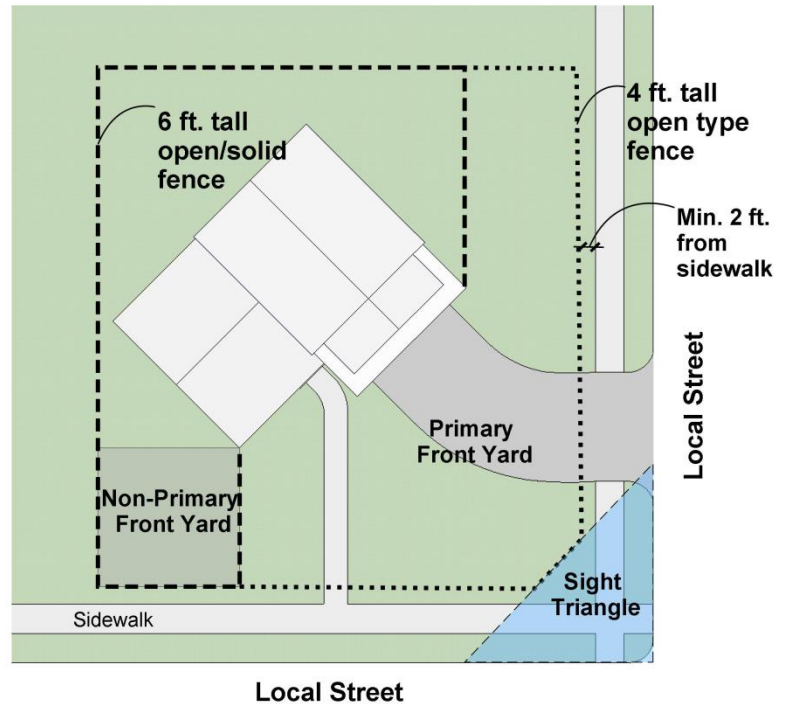 6 ft. tall
open/solid
fence
4 ft. tall
open type
fence
Min. 2 ft.
from
sidewalk
Local Street
Primary
Front Yard
Non-Primary
Front Yard
Sight
Triangle
Sidewalk
Local Street